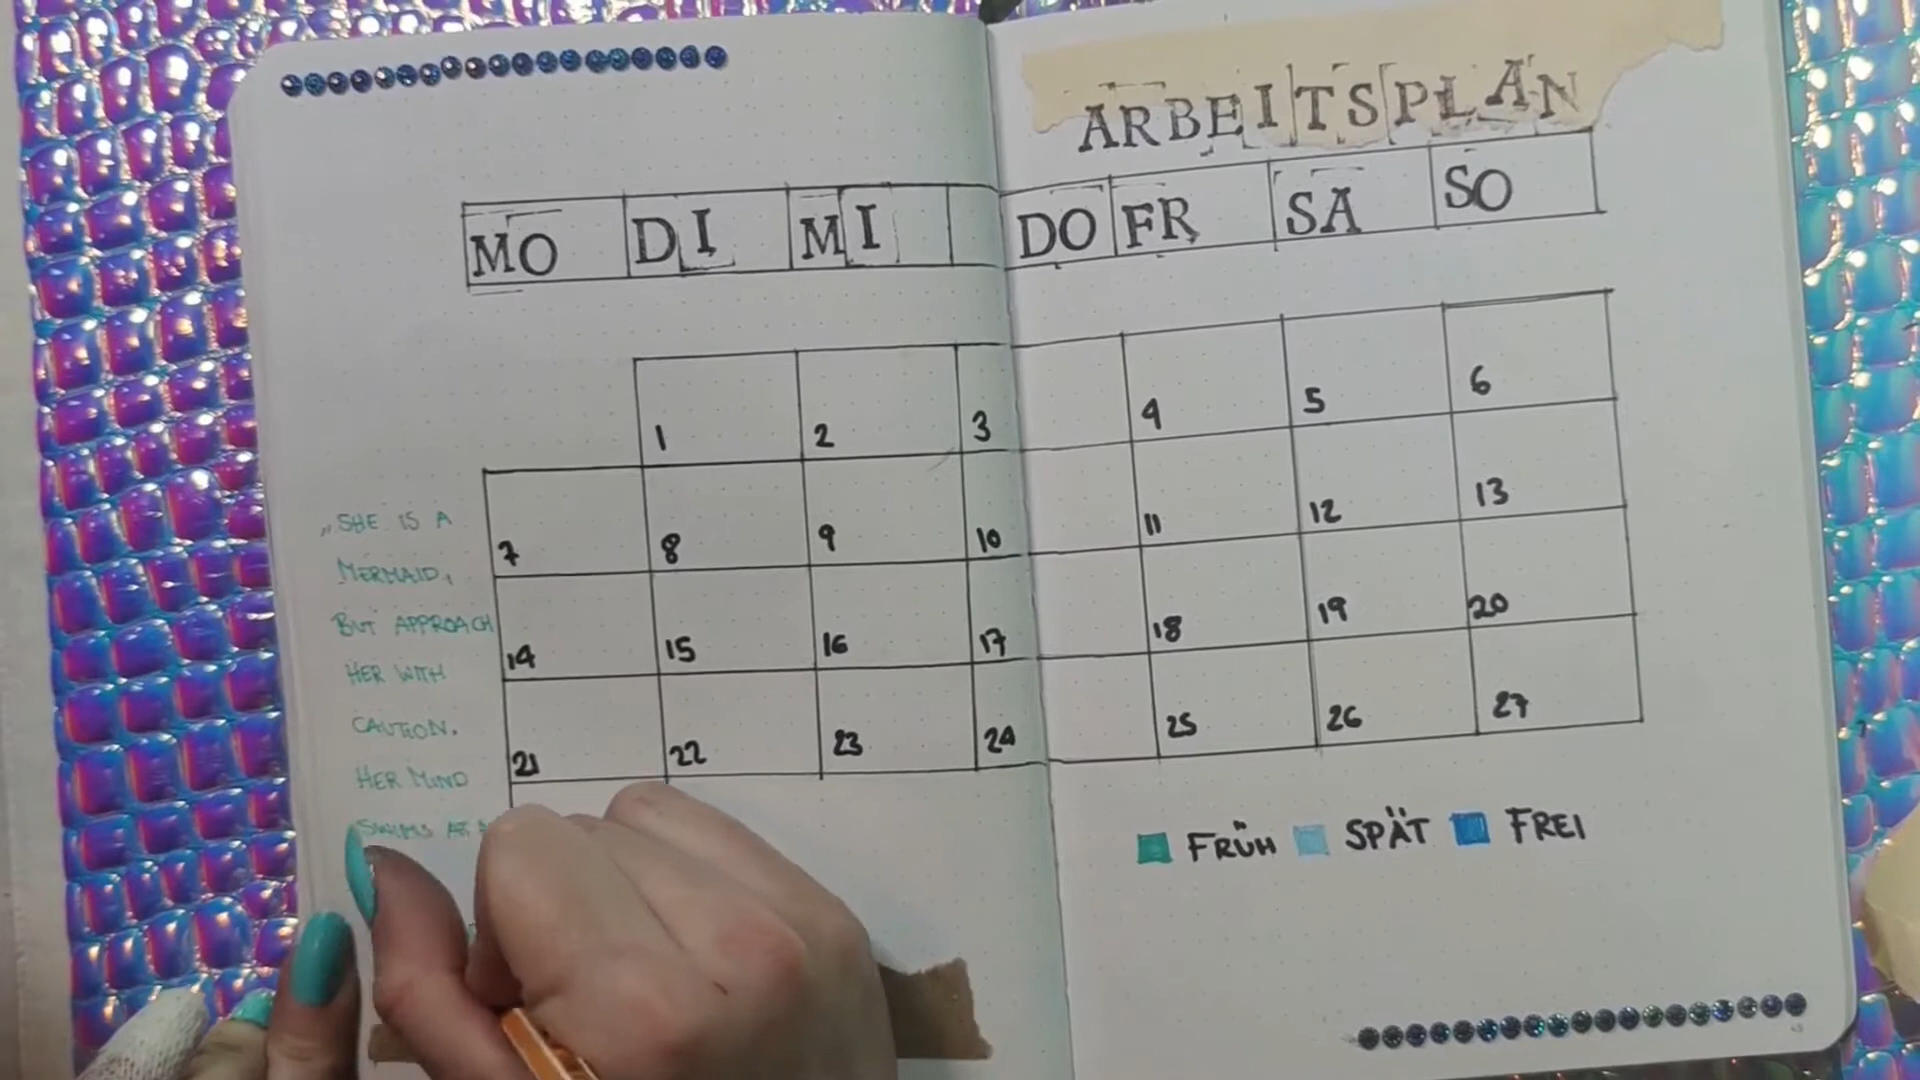 ARBEITSPLAN
MO DI MI DO FR SA SO
1 2 3 4 5 6
7 8 9 10 11 12 13
14 15 16 17 18 19 20
21 22 23 24 25 26 27
„SHE IS A
MERMAID,
BUT APPROACH
HER WITH
CAUTION.
HER MIND
SWIMS AT
FRÜH SPÄT FREI